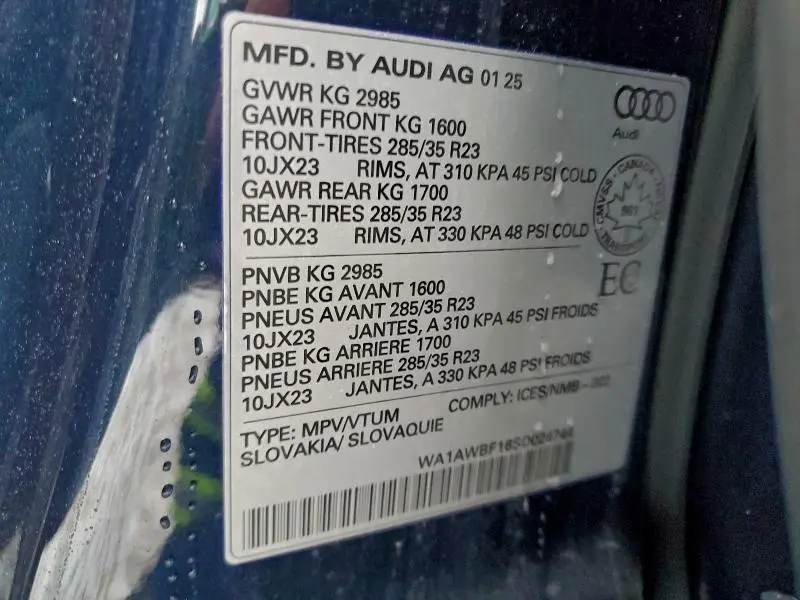 MFD. BY AUDI AG 01 25
Audi
GVWR KG 2985
GAWR FRONT KG 1600
FRONT-TIRES 285/35 R23
10JX23 RIMS, AT 310 KPA 45 PSI COLD
GAWR REAR KG 1700
REAR-TIRES 285/35 R23
10JX23 RIMS, AT 330 KPA 48 PSI COLD
CANADA
CMVSS
EC
PNVB KG 2985
PNBE KG AVANT 1600
PNEUS AVANT 285/35 R23
10JX23 JANTES, A 310 KPA 45 PSI FROIDS
PNBE KG ARRIERE 1700
PNEUS ARRIERE 285/35 R23
10JX23 JANTES, A 330 KPA 48 PSI FROIDS
TYPE: MPV/VTUM COMPLY: ICES/NMB-002
SLOVAKIA/ SLOVAQUIE